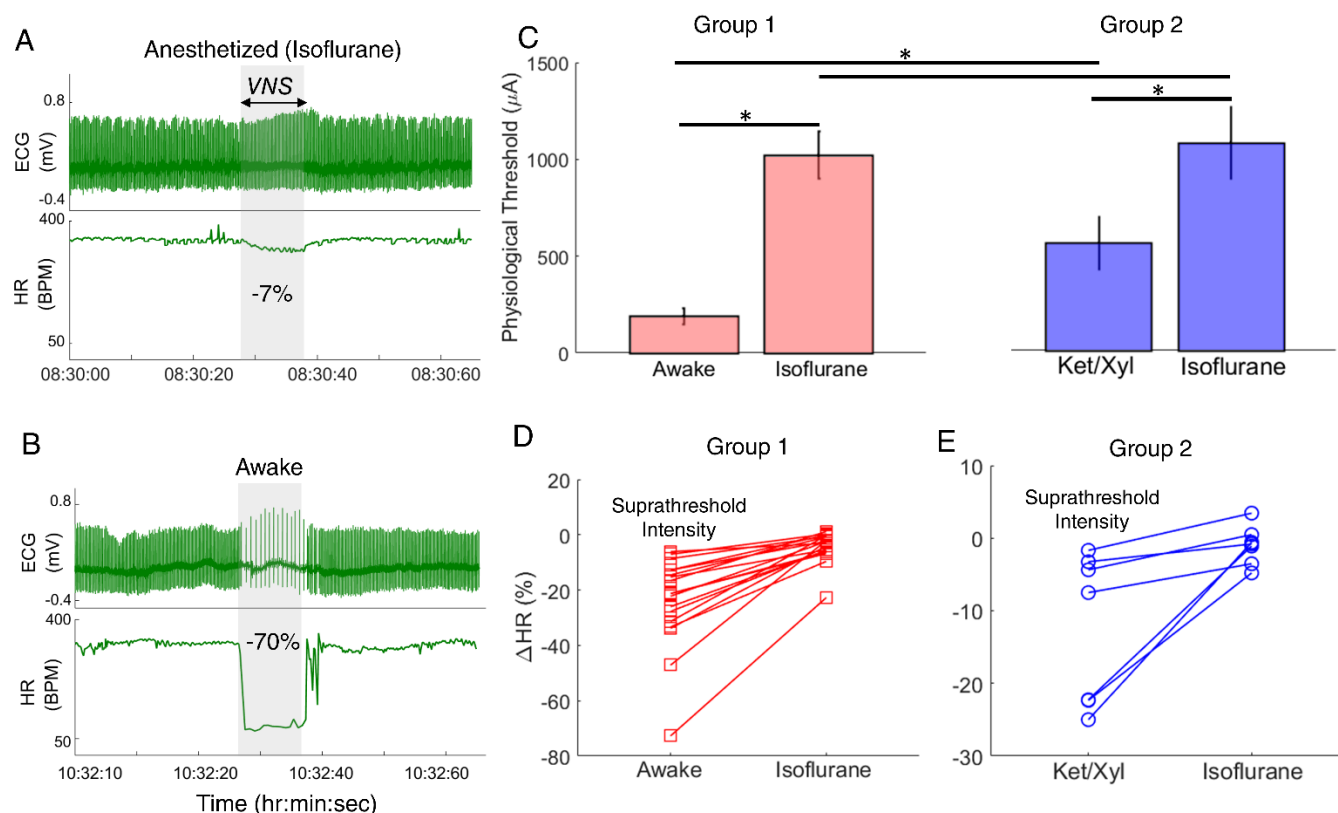 A
Anesthetized (Isoflurane)
VNS
0.8
ECG
(mV)
-0.4
400
HR
(BPM)
-7%
50
08:30:00 08:30:20 08:30:40 08:30:60
B
Awake
0.8
ECG
(mV)
-0.4
400
HR
(BPM)
-70%
50
10:32:10 10:32:20 10:32:40 10:32:60
Time (hr:min:sec)
C
Group 1 Group 2
1500
1000
500
0
Physiological Threshold (μA)
*
*
*
Awake Isoflurane Ket/Xyl Isoflurane
D
Group 1
Suprathreshold
Intensity
20
0
-20
-40
-60
-80
ΔHR (%)
Awake Isoflurane
E
Group 2
Suprathreshold
Intensity
10
0
-10
-20
-30
Ket/Xyl Isoflurane